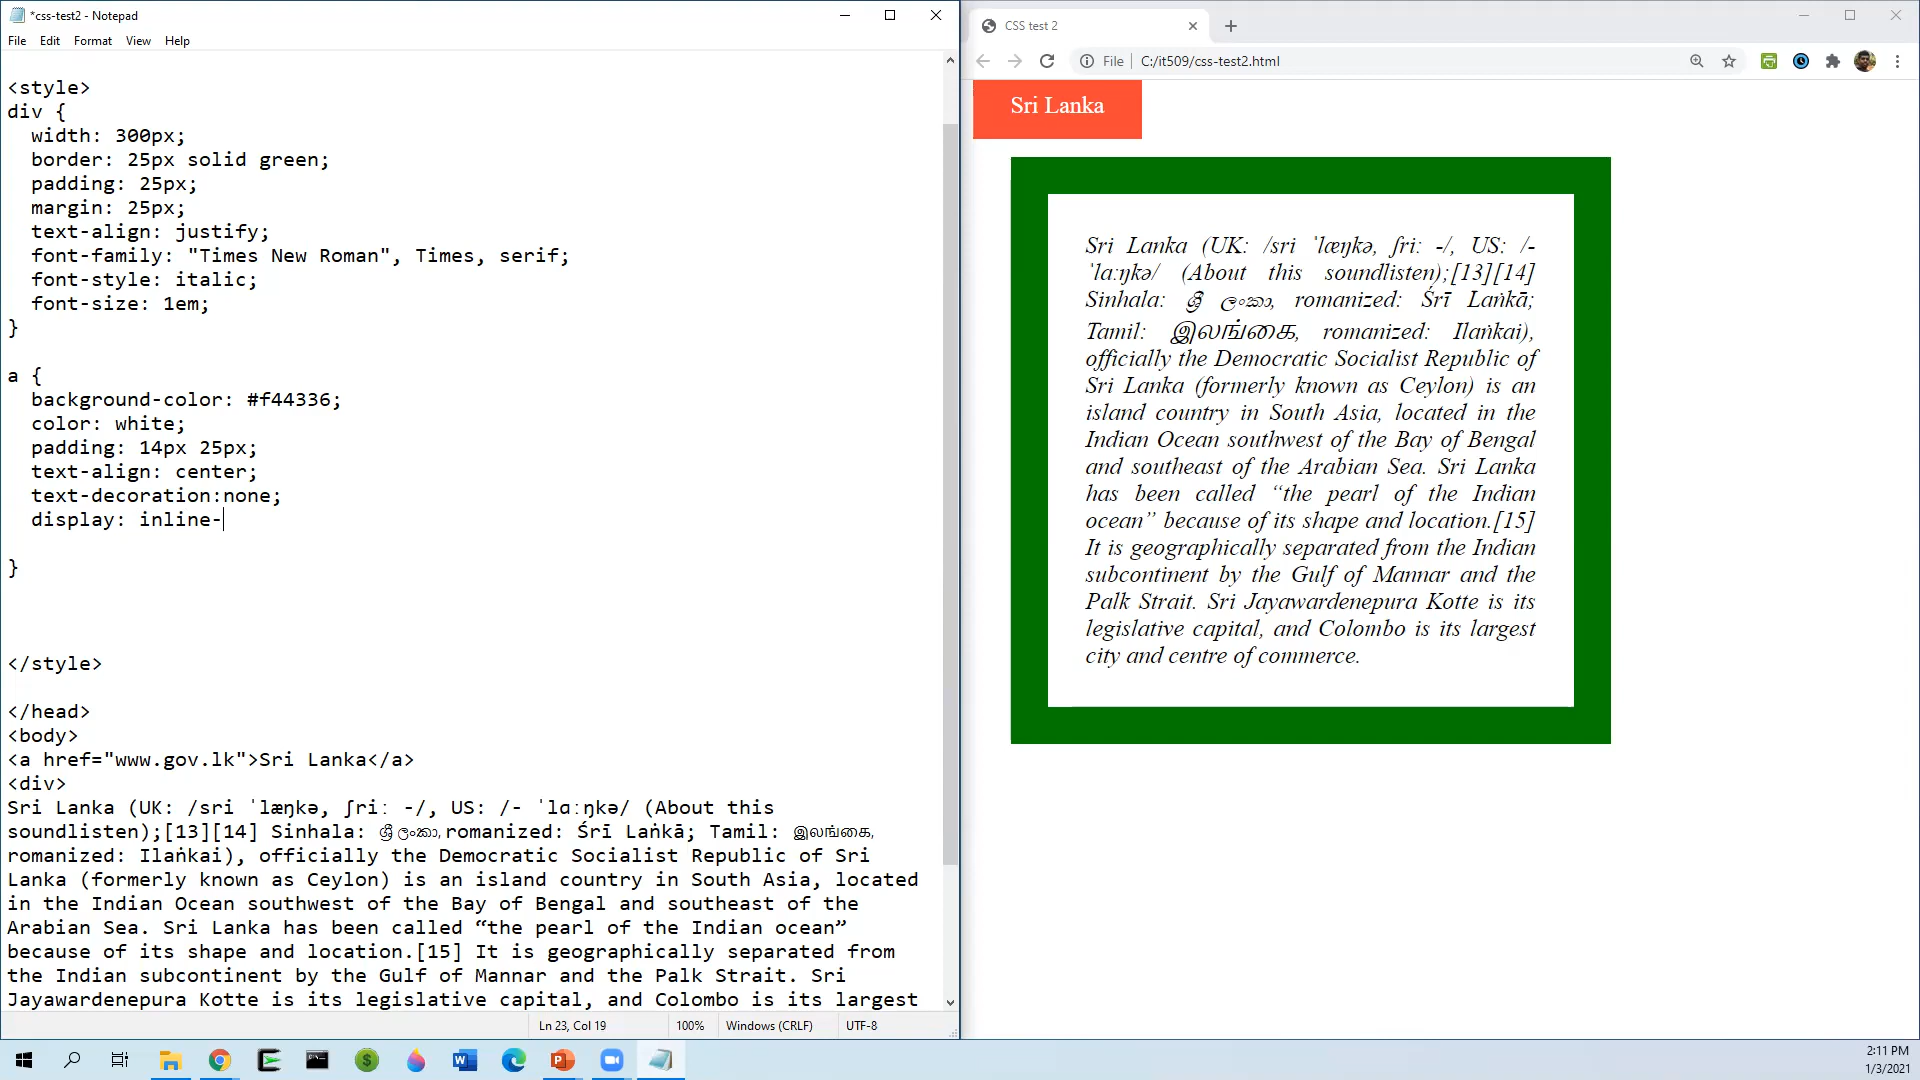 *css-test2 - Notepad
File Edit Format View Help
<style>
div {
width: 300px;
border: 25px solid green;
padding: 25px;
margin: 25px;
text-align: justify;
font-family: "Times New Roman", Times, serif;
font-style: italic;
font-size: 1em;
}
a {
background-color: #f44336;
color: white;
padding: 14px 25px;
text-align: center;
text-decoration:none;
display: inline-
}
</style>
</head>
<body>
<a href="www.gov.lk">Sri Lanka</a>
<div>
Sri Lanka (UK: /sri ˈlæŋkə, ʃriː -/, US: /- ˈlɑːŋkə/ (About this
soundlisten);[13][14] Sinhala: ශ්‍රී ලංකා, romanized: Śrī Laṅkā; Tamil: இலங்கை,
romanized: Ilaṅkai), officially the Democratic Socialist Republic of Sri
Lanka (formerly known as Ceylon) is an island country in South Asia, located
in the Indian Ocean southwest of the Bay of Bengal and southeast of the
Arabian Sea. Sri Lanka has been called “the pearl of the Indian ocean”
because of its shape and location.[15] It is geographically separated from
the Indian subcontinent by the Gulf of Mannar and the Palk Strait. Sri
Jayawardenepura Kotte is its legislative capital, and Colombo is its largest
Ln 23, Col 19 100% Windows (CRLF) UTF-8
CSS test 2
File C:/it509/css-test2.html
Sri Lanka
Sri Lanka (UK: /sri ˈlæŋkə, ʃriː -/, US: /-
ˈlɑːŋkə/ (About this soundlisten);[13][14]
Sinhala: ශ්‍රී ලංකා, romanized: Śrī Laṅkā;
Tamil: இலங்கை, romanized: Ilaṅkai),
officially the Democratic Socialist Republic of
Sri Lanka (formerly known as Ceylon) is an
island country in South Asia, located in the
Indian Ocean southwest of the Bay of Bengal
and southeast of the Arabian Sea. Sri Lanka
has been called “the pearl of the Indian
ocean” because of its shape and location.[15]
It is geographically separated from the Indian
subcontinent by the Gulf of Mannar and the
Palk Strait. Sri Jayawardenepura Kotte is its
legislative capital, and Colombo is its largest
city and centre of commerce.
2:11 PM
1/3/2021